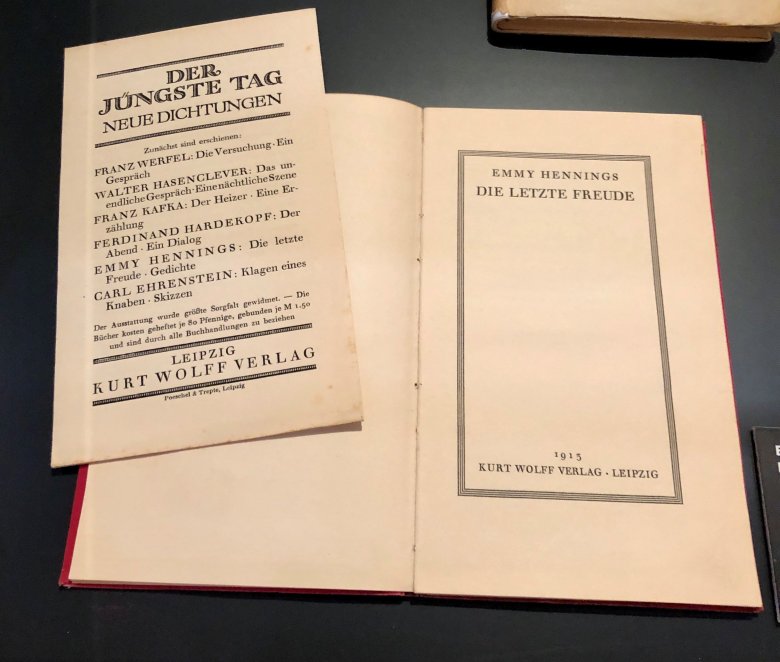 DER
JÜNGSTE TAG
NEUE DICHTUNGEN
Zunächst sind erschienen:
FRANZ WERFEL: Die Versuchung · Ein
Gespräch
WALTER HASENCLEVER: Das un-
endliche Gespräch · Eine nächtliche Szene
FRANZ KAFKA: Der Heizer · Eine Er-
zählung
FERDINAND HARDEKOPF: Der
Abend · Ein Dialog
EMMY HENNINGS: Die letzte
Freude · Gedichte
CARL EHRENSTEIN: Klagen eines
Knaben · Skizzen
Der Ausstattung wurde größte Sorgfalt gewidmet. — Die
Bücher kosten geheftet je 80 Pfennige, gebunden je M 1.50
und sind durch alle Buchhandlungen zu beziehen
LEIPZIG
KURT WOLFF VERLAG
Poeschel & Trepte, Leipzig
EMMY HENNINGS
DIE LETZTE FREUDE
1913
KURT WOLFF VERLAG · LEIPZIG